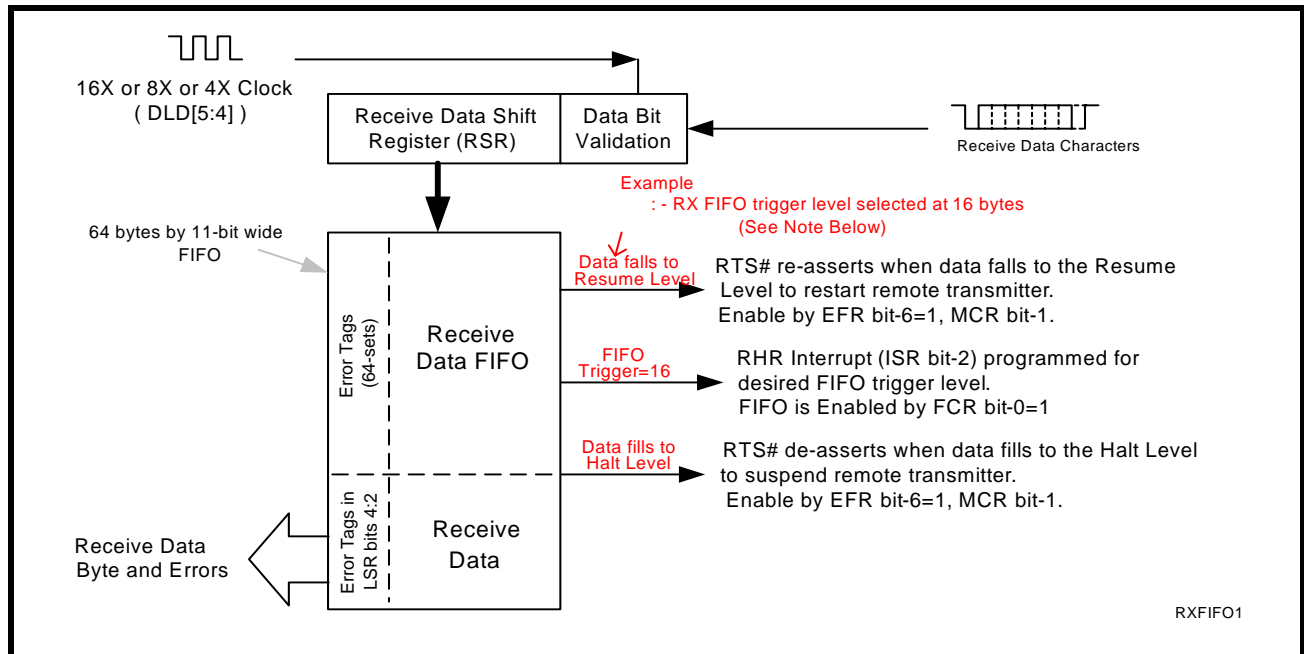 16X or 8X or 4X Clock
( DLD[5:4] )
Receive Data Shift
Register (RSR)
Data Bit
Validation
Receive Data Characters
Example
: - RX FIFO trigger level selected at 16 bytes
(See Note Below)
64 bytes by 11-bit wide
FIFO
Data falls to
Resume Level
RTS# re-asserts when data falls to the Resume
Level to restart remote transmitter.
Enable by EFR bit-6=1, MCR bit-1.
Error Tags
(64-sets)
Receive
Data FIFO
FIFO
Trigger=16
RHR Interrupt (ISR bit-2) programmed for
desired FIFO trigger level.
FIFO is Enabled by FCR bit-0=1
Data fills to
Halt Level
RTS# de-asserts when data fills to the Halt Level
to suspend remote transmitter.
Enable by EFR bit-6=1, MCR bit-1.
Error Tags in
LSR bits 4:2
Receive
Data
Receive Data
Byte and Errors
RXFIFO1